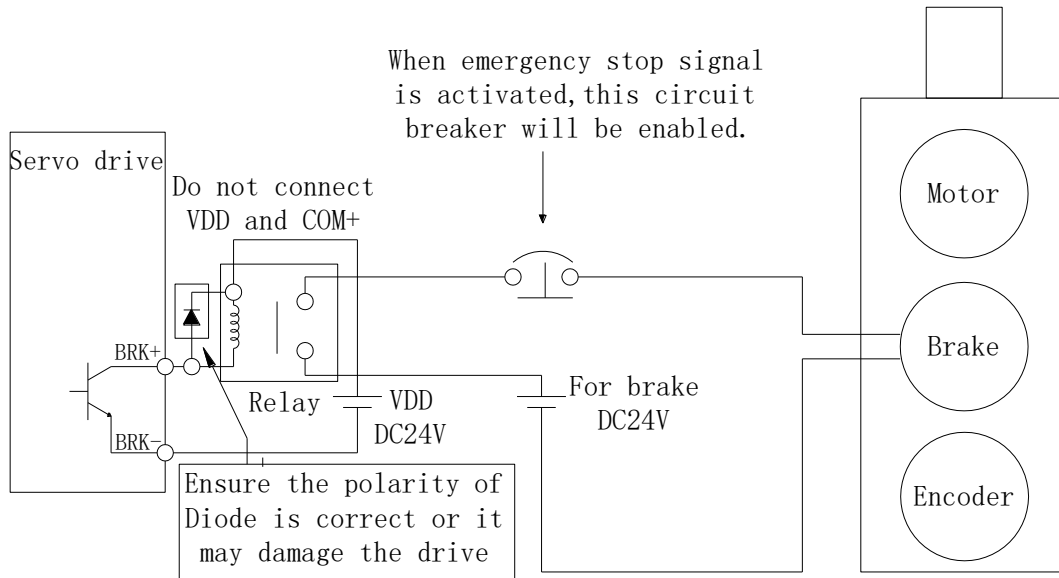 When emergency stop signal
is activated, this circuit
breaker will be enabled.
Servo drive
Do not connect
VDD and COM+
Motor
BRK+
Brake
Relay
VDD
DC24V
For brake
DC24V
BRK-
Ensure the polarity of
Diode is correct or it
may damage the drive
Encoder